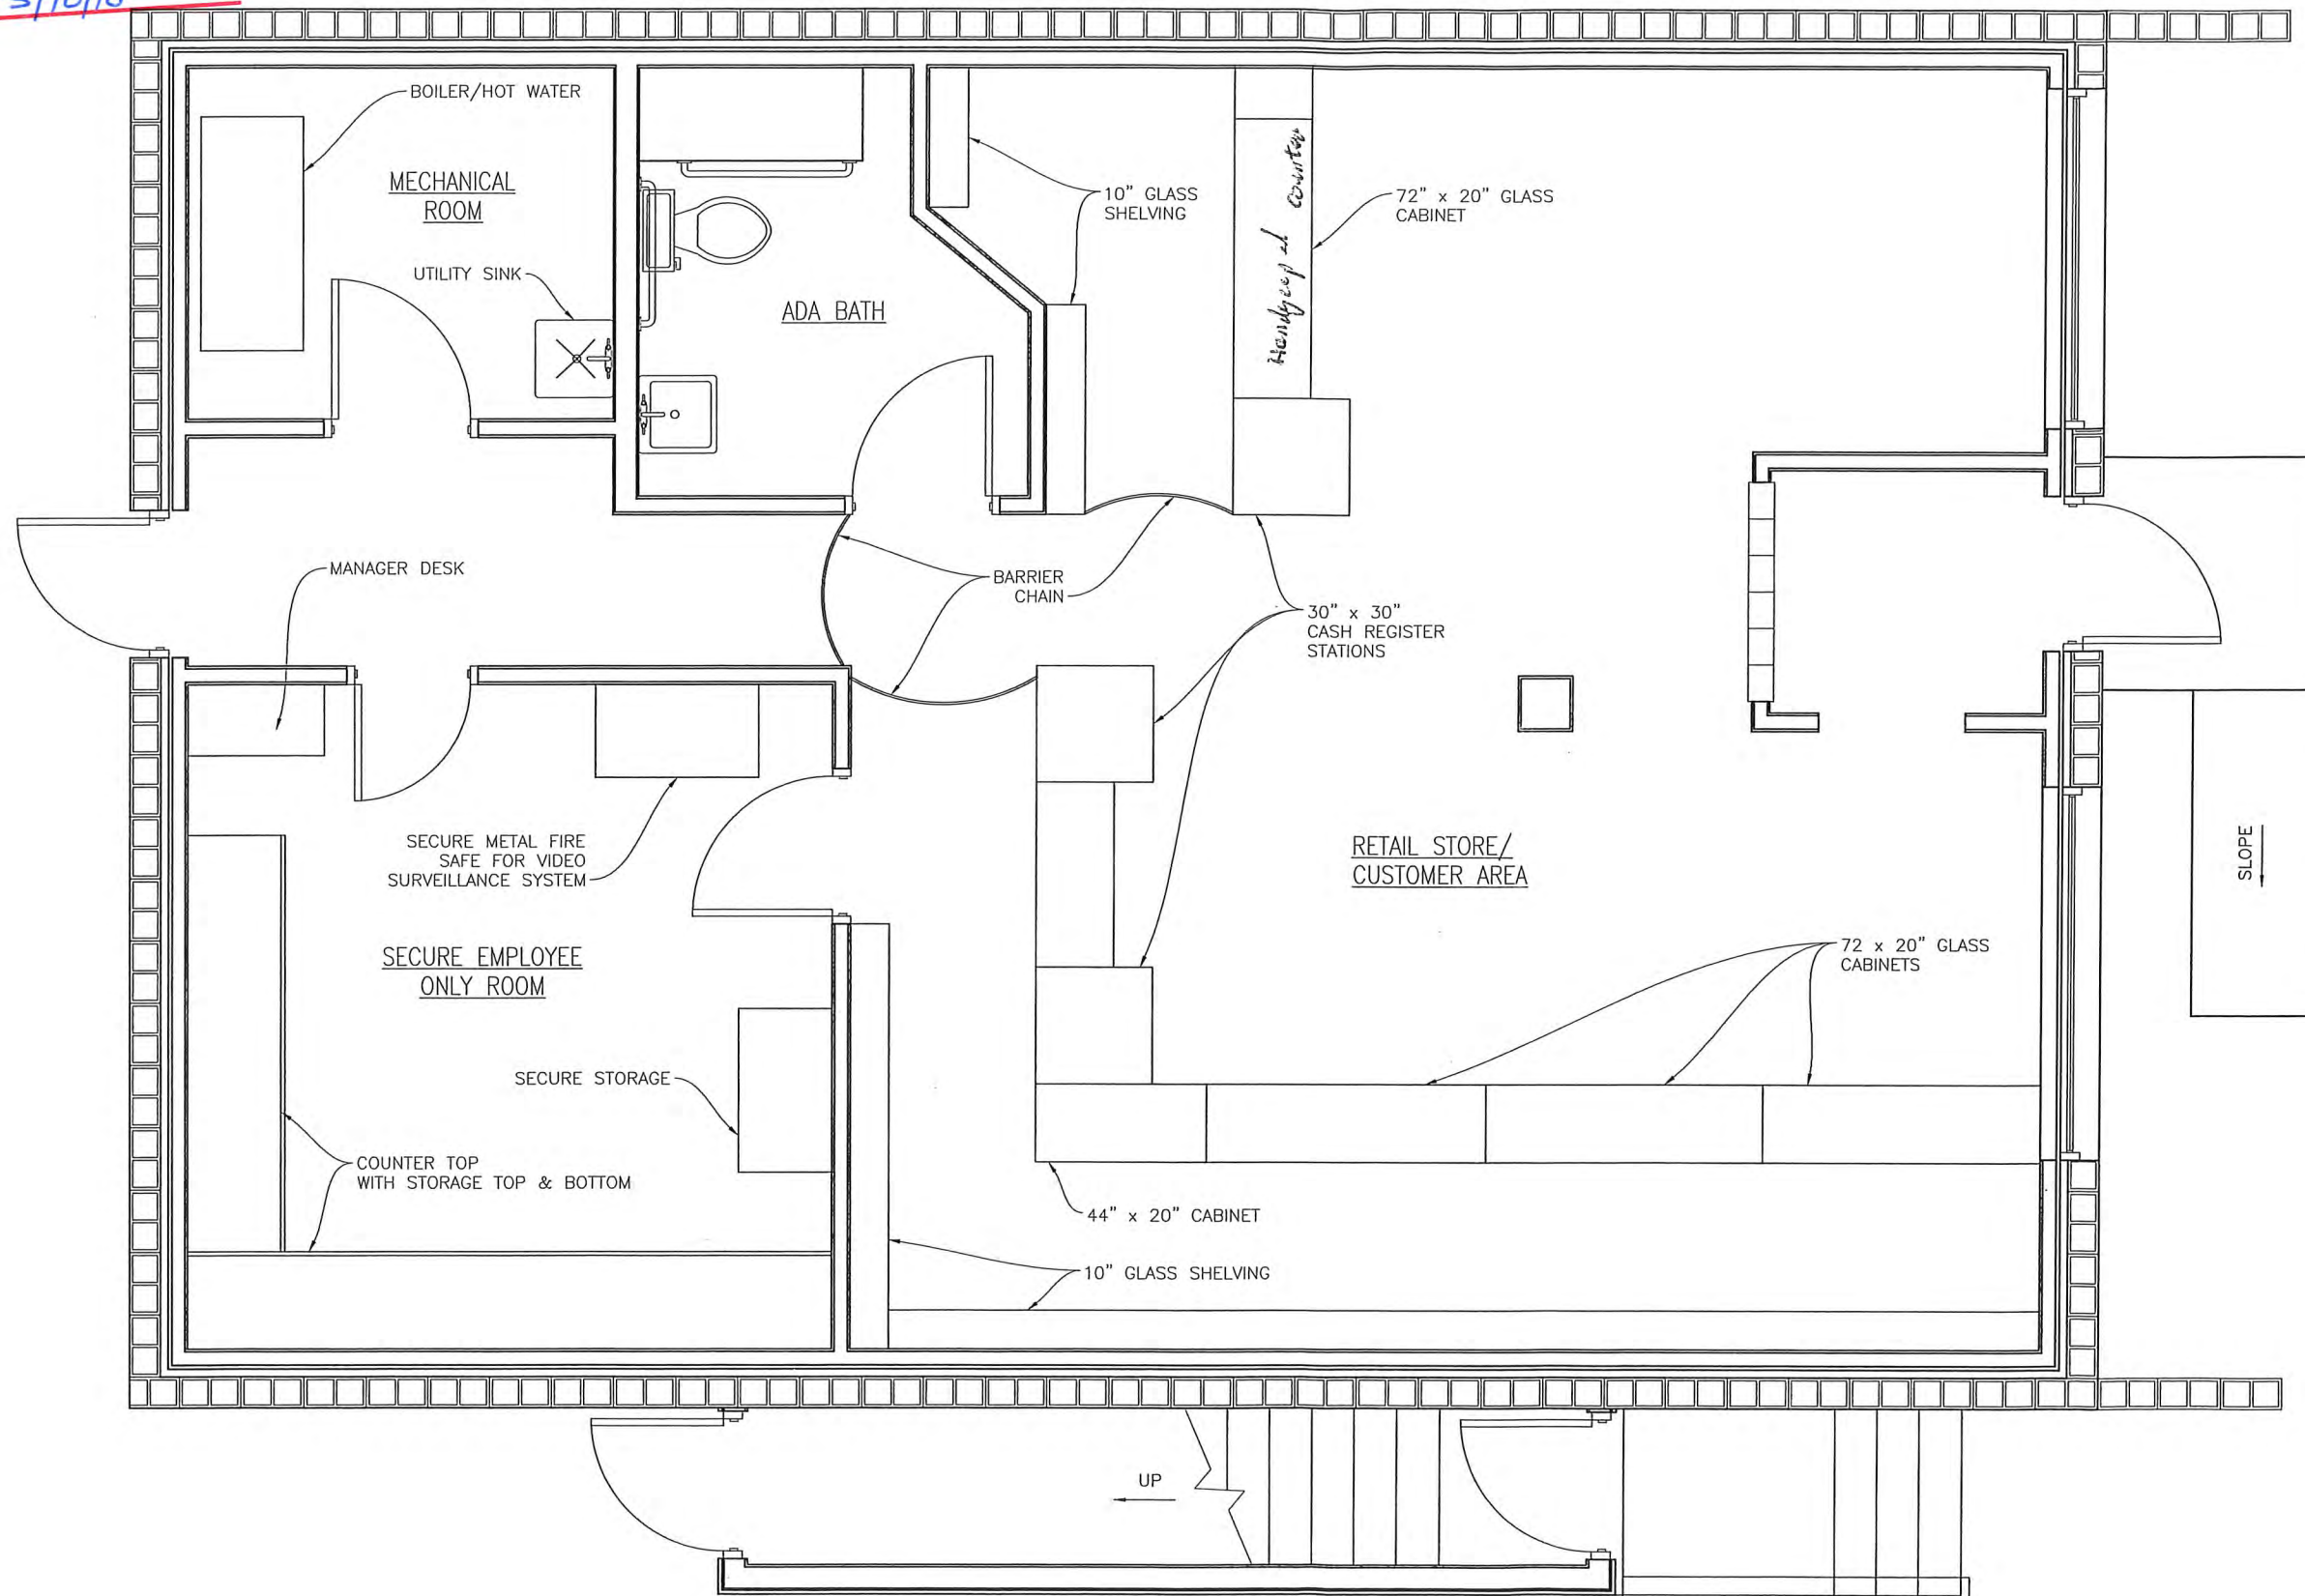 BOILER/HOT WATER
MECHANICAL
ROOM
UTILITY SINK
ADA BATH
10" GLASS
SHELVING
counter
72" x 20" GLASS
CABINET
MANAGER DESK
BARRIER
CHAIN
30" x 30"
CASH REGISTER
STATIONS
SECURE METAL FIRE
SAFE FOR VIDEO
SURVEILLANCE SYSTEM
RETAIL STORE/
CUSTOMER AREA
SLOPE
SECURE EMPLOYEE
ONLY ROOM
72 x 20" GLASS
CABINETS
SECURE STORAGE
COUNTER TOP
WITH STORAGE TOP & BOTTOM
44" x 20" CABINET
10" GLASS SHELVING
UP